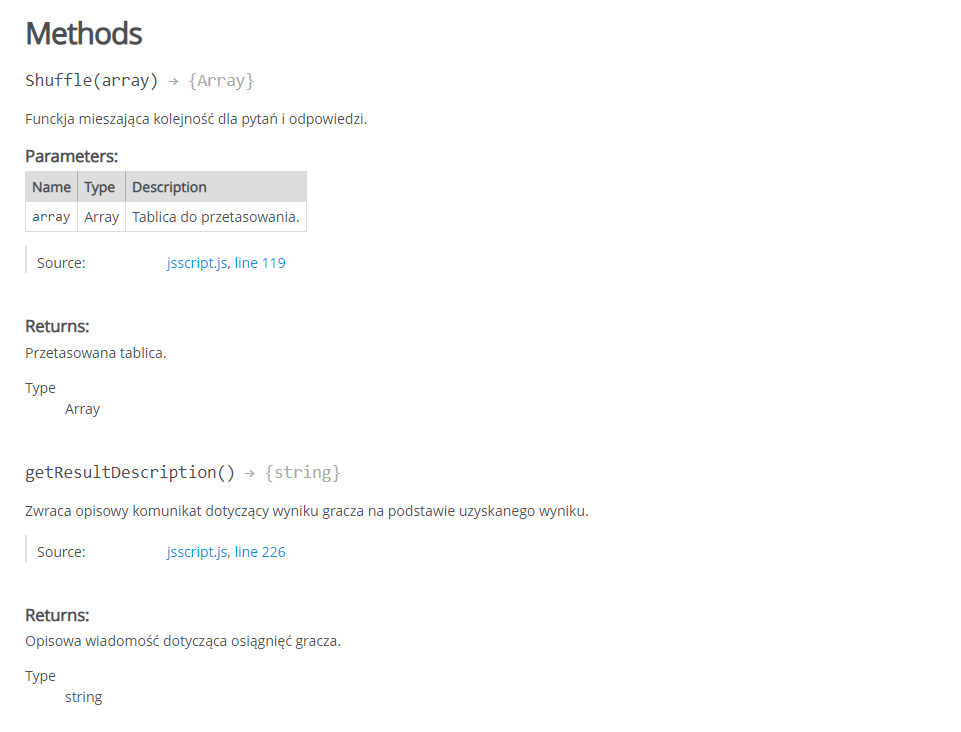 Methods
Shuffle(array) → {Array}
Funckja mieszająca kolejność dla pytań i odpowiedzi.
Parameters:
Name Type Description
array Array Tablica do przetasowania.
Source: jsscript.js, line 119
Returns:
Przetasowana tablica.
Type
Array
getResultDescription() → {string}
Zwraca opisowy komunikat dotyczący wyniku gracza na podstawie uzyskanego wyniku.
Source: jsscript.js, line 226
Returns:
Opisowa wiadomość dotycząca osiągnięć gracza.
Type
string